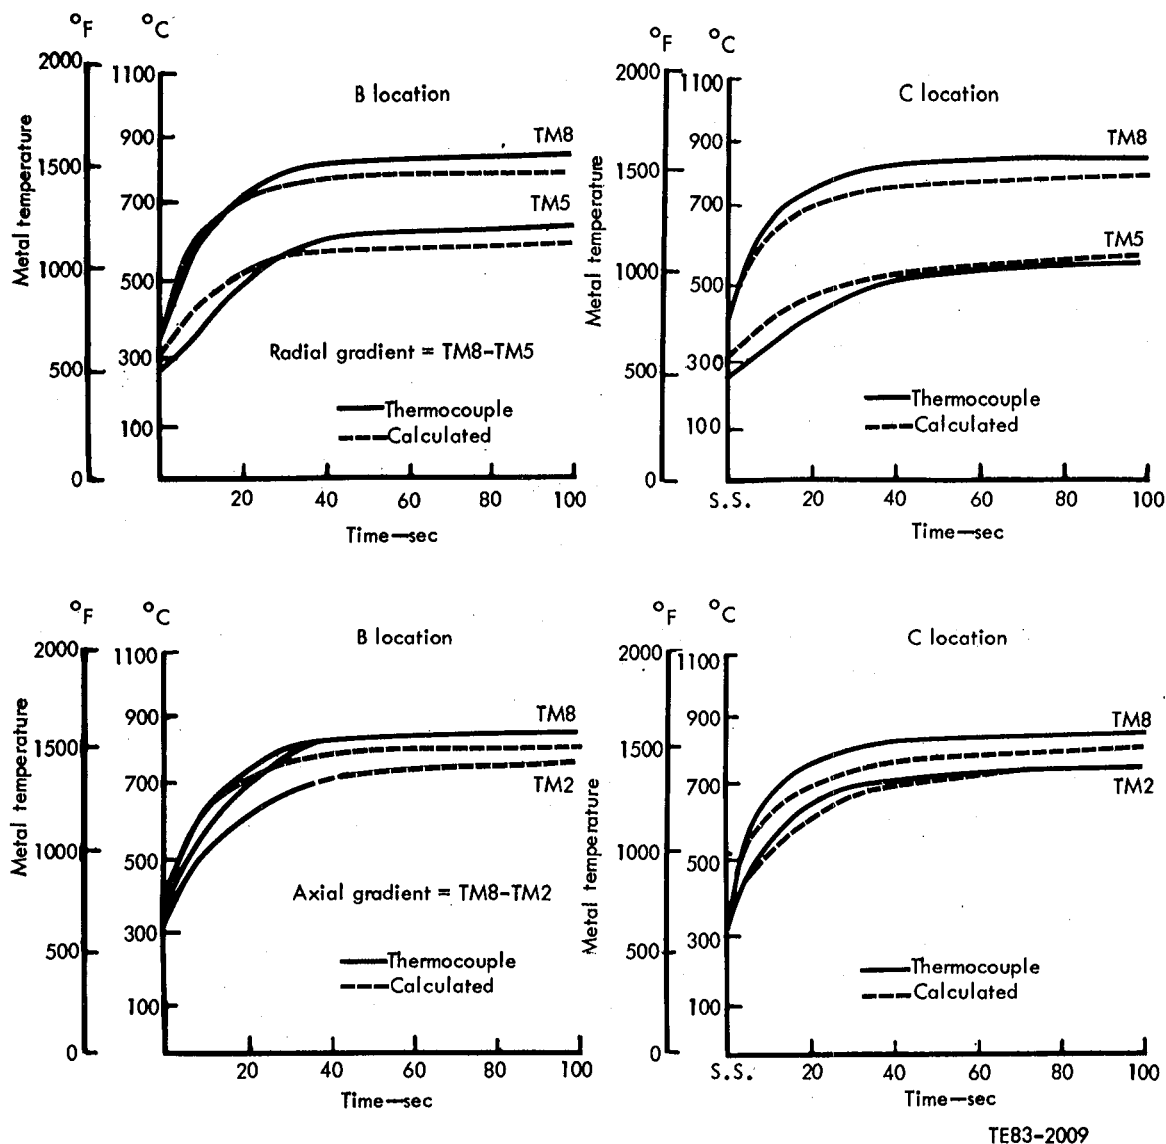 °F °C
2000
1100
B location
900
TM8
1500
700
TM5
1000
500
Radial gradient = TM8-TM5
300
500
Thermocouple
100
Calculated
0
20 40 60 80 100
Time—sec
Metal temperature
°F °C
2000
1100
C location
900
TM8
1500
700
TM5
1000
500
300
500
Thermocouple
100
Calculated
0
S.S. 20 40 60 80 100
Time—sec
Metal temperature
°F °C
2000
1100
B location
900
TM8
1500
700
TM2
1000
500
Axial gradient = TM8-TM2
300
500
Thermocouple
Calculated
100
0
20 40 60 80 100
Time—sec
Metal temperature
°F °C
2000
1100
C location
900
TM8
1500
700
TM2
1000
500
300
500
Thermocouple
Calculated
100
0
S.S. 20 40 60 80 100
Time—sec
Metal temperature
TE83-2009